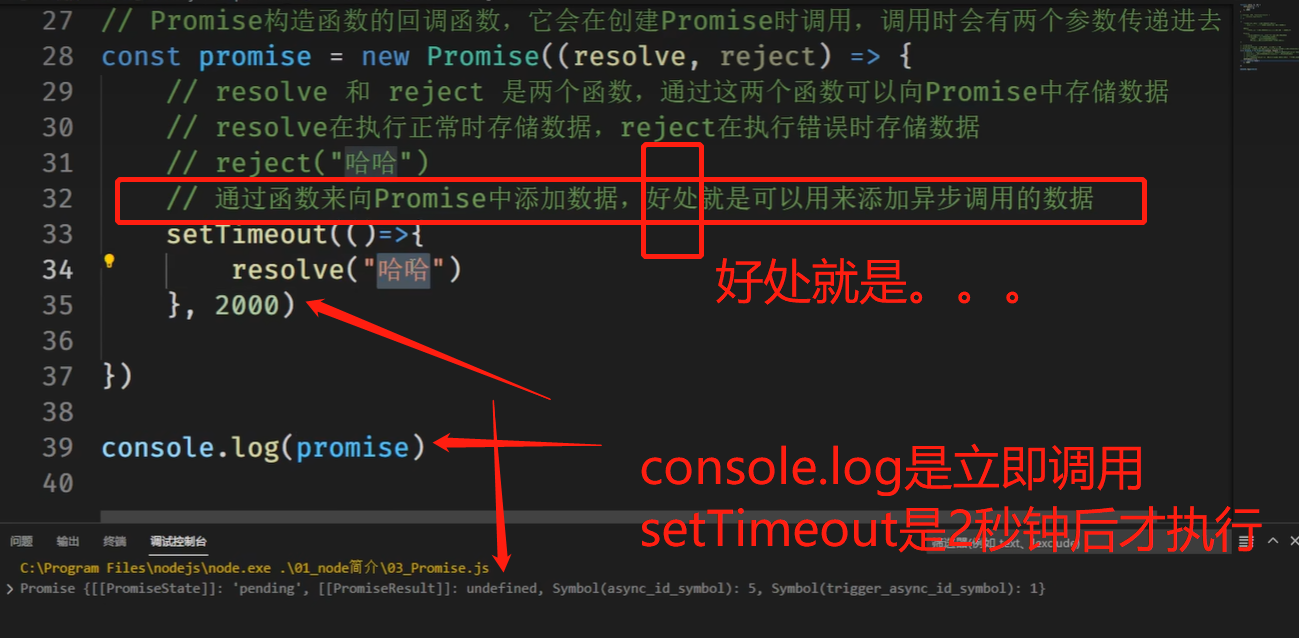 27 // Promise构造函数的回调函数，它会在创建Promise时调用，调用时会有两个参数传递进去
28 const promise = new Promise((resolve, reject) => {
29 // resolve 和 reject 是两个函数，通过这两个函数可以向Promise中存储数据
30 // resolve在执行正常时存储数据，reject在执行错误时存储数据
31 // reject("哈哈")
32 // 通过函数来向Promise中添加数据，好处就是可以用来添加异步调用的数据
33 setTimeout(()=>{
34 resolve("哈哈")
好处就是。。。
35 }, 2000)
36
37 })
38
39 console.log(promise)
console.log是立即调用
40
setTimeout是2秒钟后才执行
问题 输出 终端 调试控制台 text、!exclude)
C:\Program Files\nodejs\node.exe .\01_node简介\03_Promise.js
Promise {[[PromiseState]]: 'pending', [[PromiseResult]]: undefined, Symbol(async_id_symbol): 5, Symbol(trigger_async_id_symbol): 1}